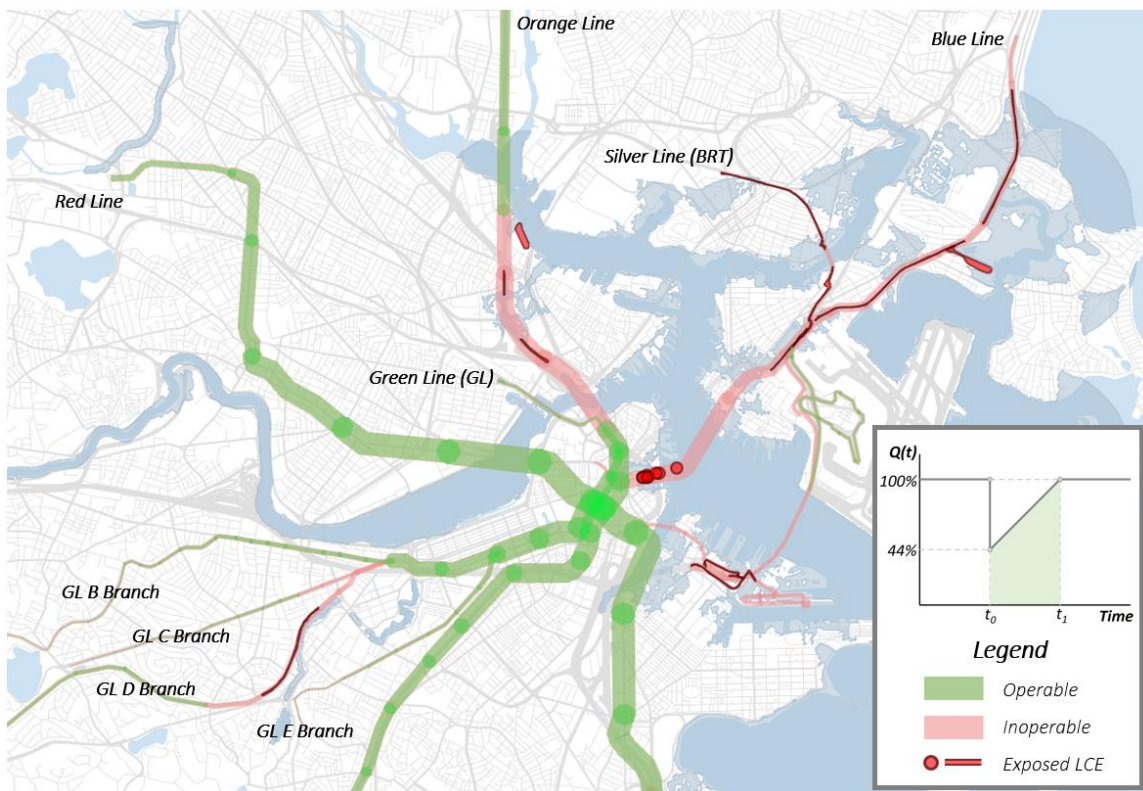 Orange Line
Blue Line
Silver Line (BRT)
Red Line
Green Line (GL)
GL B Branch
GL C Branch
GL D Branch
GL E Branch
Q(t)
100%
44%
t0
t1
Time
Legend
Operable
Inoperable
Exposed LCE